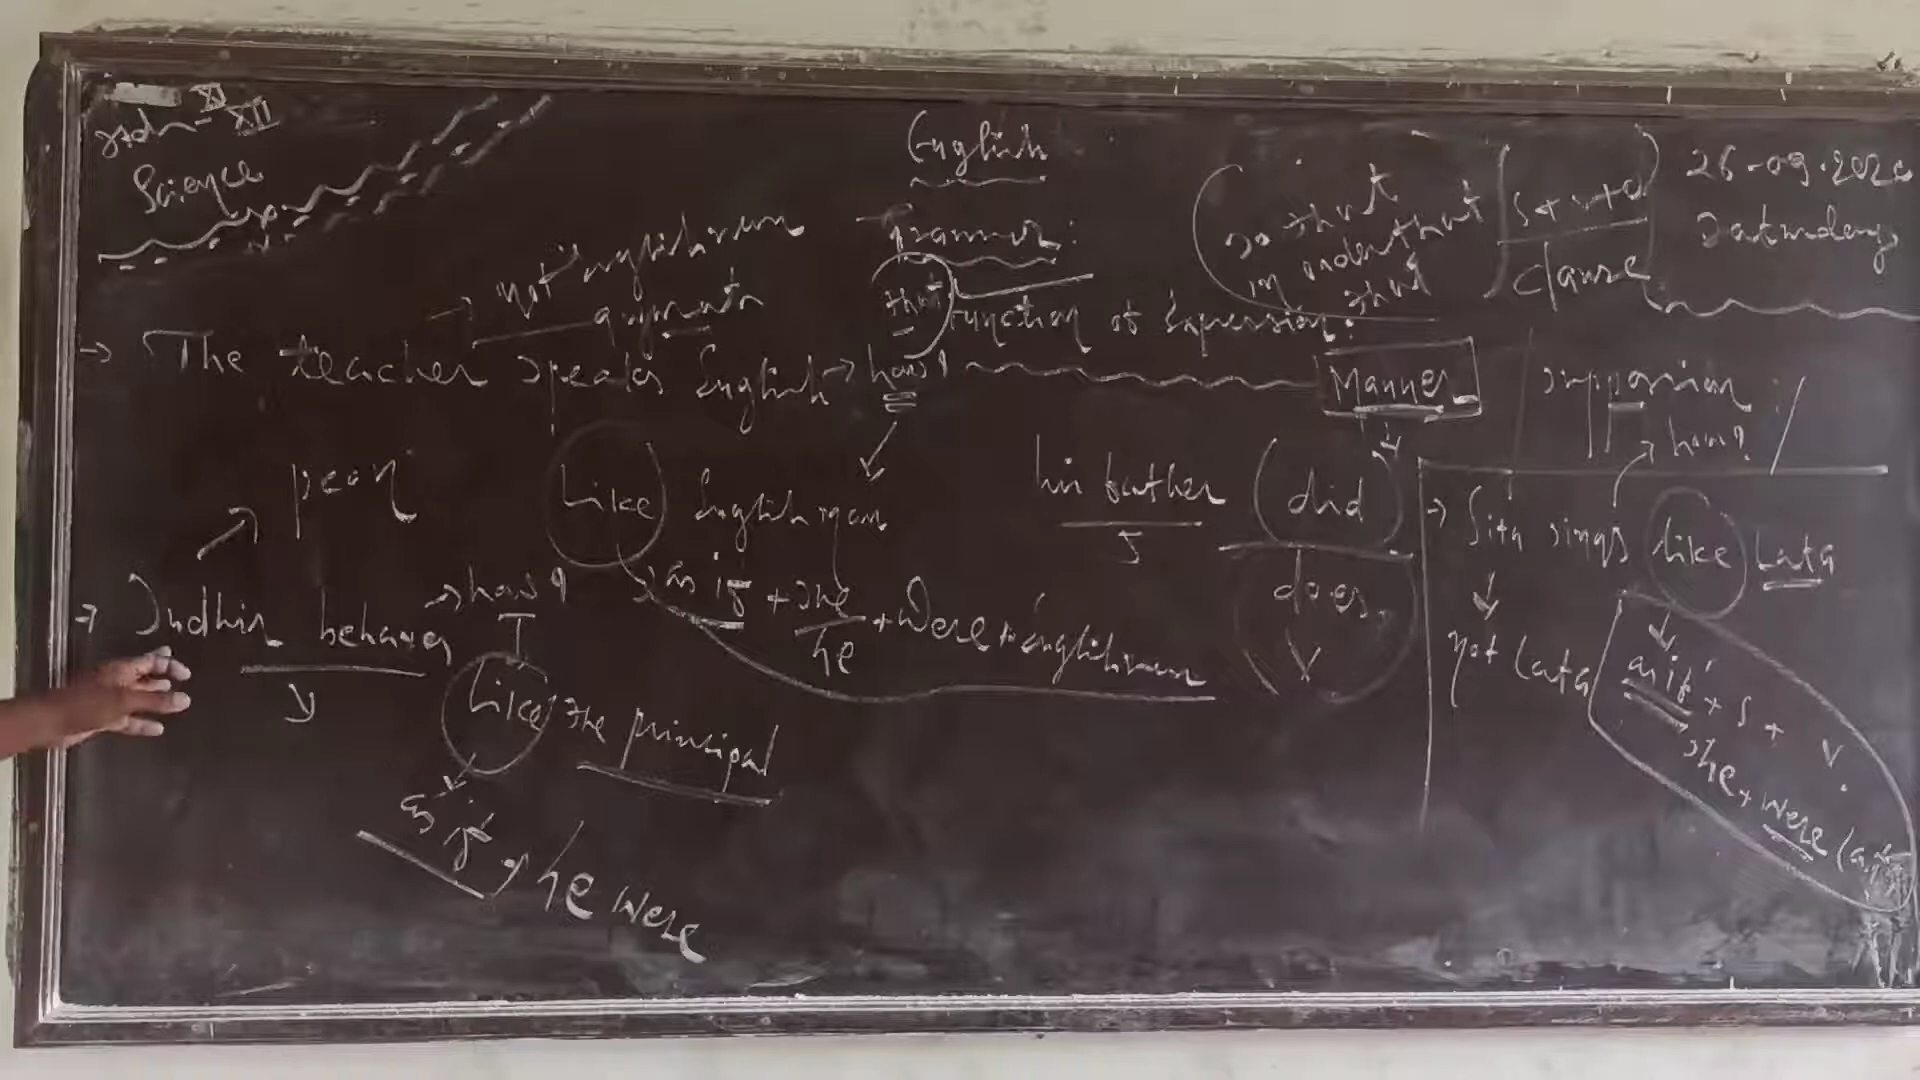 Std - XI
XII
Science
English
Grammar:
Function of Expression:
so that
in order that
that
S+V+O
Clause
26-09-2020
Saturday
→ not Englishman
that
→ The teacher speaks English → how?
Manner
supposition
→ how?
peon
Like Englishman
his father did
S
does
V
→ as if + she/he + were + Englishman
→ Sita sings like Lata
not Lata
as if + S + V
she + were Lata
→ Sudhir behaves → how?
V
Like the principal
as if, he were